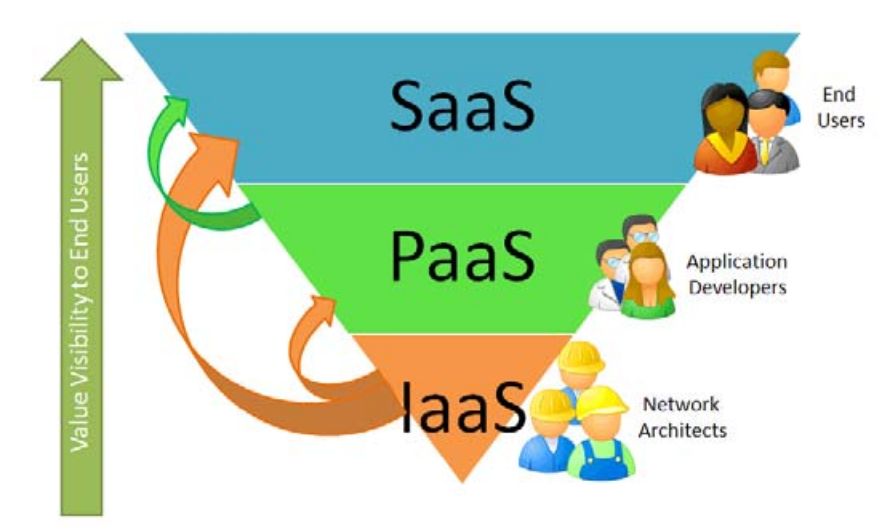 Value Visibility to End Users
SaaS
End
Users
PaaS
Application
Developers
IaaS
Network
Architects